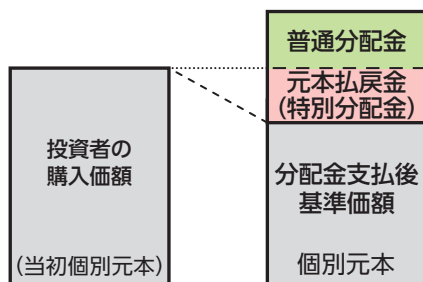 投資者の
購入価額
(当初個別元本)
普通分配金
元本払戻金
(特別分配金)
分配金支払後
基準価額
個別元本